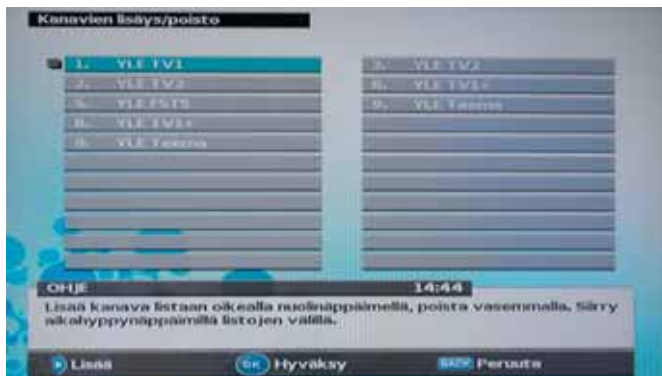 Kanavien lisäys/poisto
1. YLE TV1
2. YLE TV2
5. YLE FST5
8. YLE TV1+
9. YLE Teema
2. YLE TV2
8. YLE TV1+
9. YLE Teema
OHJE 14:44
Lisää kanava listaan oikealla nuolinäppäimellä, poista vasemmalla. Siirry
aikahyppynäppäimillä listojen välillä.
Lisää OK Hyväksy BACK Peruuta